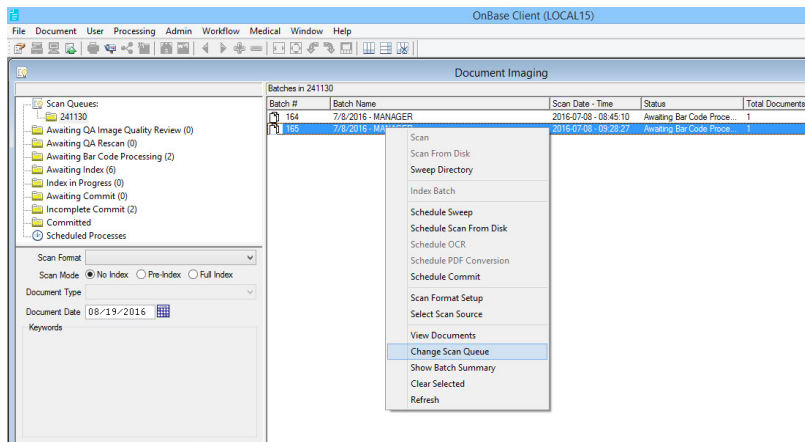 OnBase Client (LOCAL15)
File Document User Processing Admin Workflow Medical Window Help
Document Imaging
Batches in 241130
Scan Queues:
241130
Awaiting QA Image Quality Review (0)
Awaiting QA Rescan (0)
Awaiting Bar Code Processing (2)
Awaiting Index (6)
Index in Progress (0)
Awaiting Commit (0)
Incomplete Commit (2)
Committed
Scheduled Processes
Batch # Batch Name Scan Date - Time Status Total Documents
164 7/8/2016 - MANAGER 2016-07-08 - 08:45:10 Awaiting Bar Code Proce... 1
165 7/8/2016 - MANAGER 2016-07-08 - 09:28:27 Awaiting Bar Code Proce... 1
Scan
Scan From Disk
Sweep Directory
Index Batch
Schedule Sweep
Schedule Scan From Disk
Schedule OCR
Schedule PDF Conversion
Schedule Commit
Scan Format Setup
Select Scan Source
View Documents
Change Scan Queue
Show Batch Summary
Clear Selected
Refresh
Scan Format
Scan Mode No Index Pre-Index Full Index
Document Type
Document Date 08/19/2016
Keywords